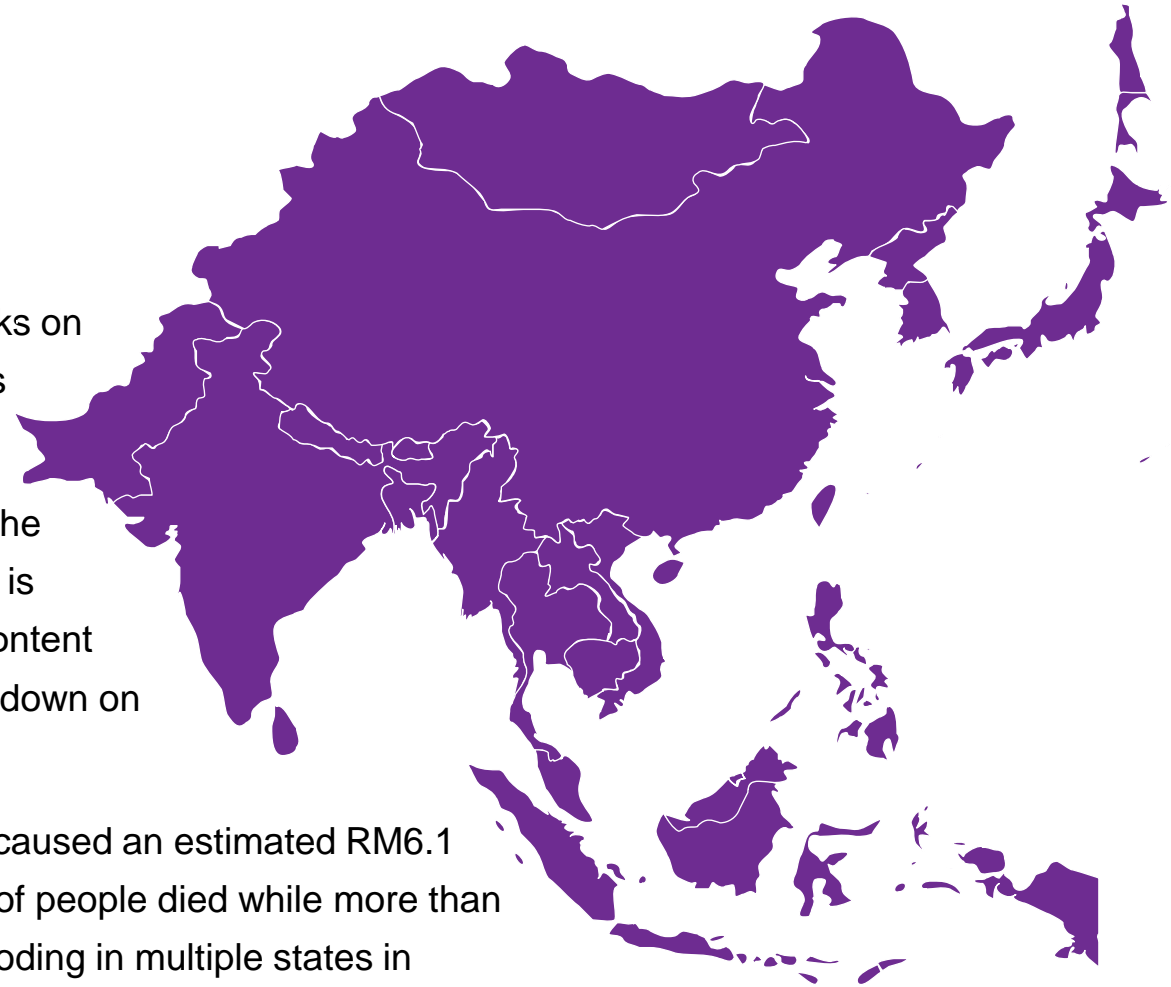 ks on
s
he
is
ontent
down on
caused an estimated RM6.1
of people died while more than
oding in multiple states in